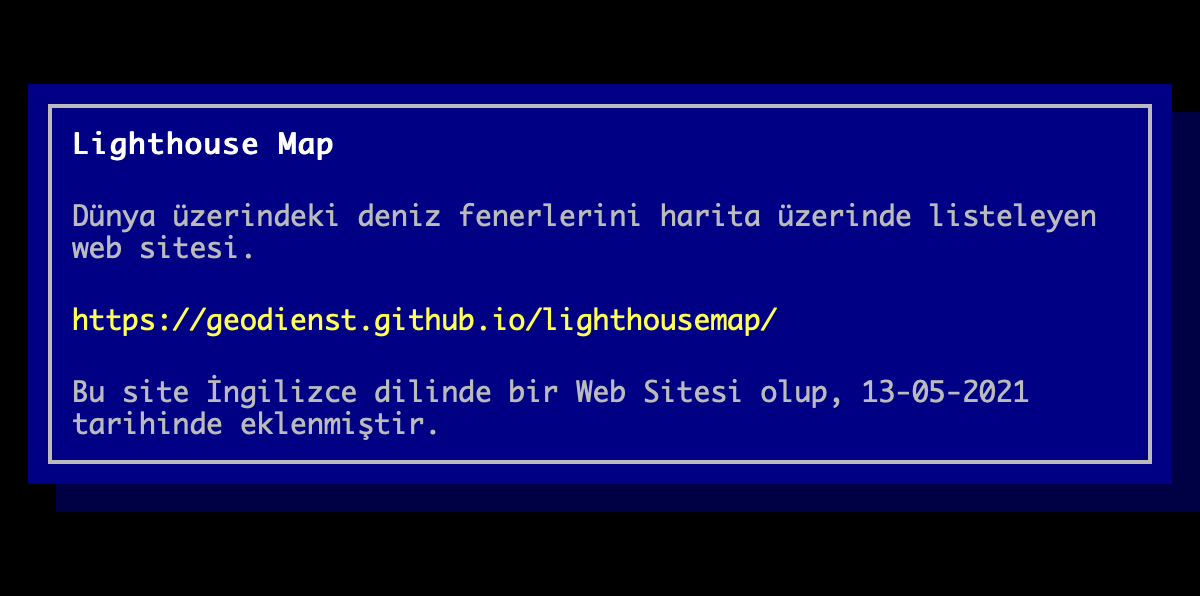 Lighthouse Map
Dünya üzerindeki deniz fenerlerini harita üzerinde listeleyen
web sitesi.
https://geodienst.github.io/lighthousemap/
Bu site İngilizce dilinde bir Web Sitesi olup, 13-05-2021
tarihinde eklenmiştir.